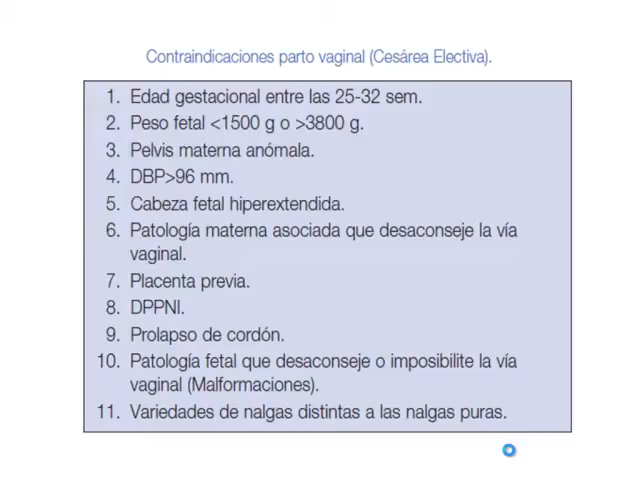 Contraindicaciones parto vaginal (Cesárea Electiva).
1. Edad gestacional entre las 25-32 sem.
2. Peso fetal <1500 g o >3800 g.
3. Pelvis materna anómala.
4. DBP>96 mm.
5. Cabeza fetal hiperextendida.
6. Patología materna asociada que desaconseje la vía
vaginal.
7. Placenta previa.
8. DPPNI.
9. Prolapso de cordón.
10. Patología fetal que desaconseje o imposibilite la vía
vaginal (Malformaciones).
11. Variedades de nalgas distintas a las nalgas puras.